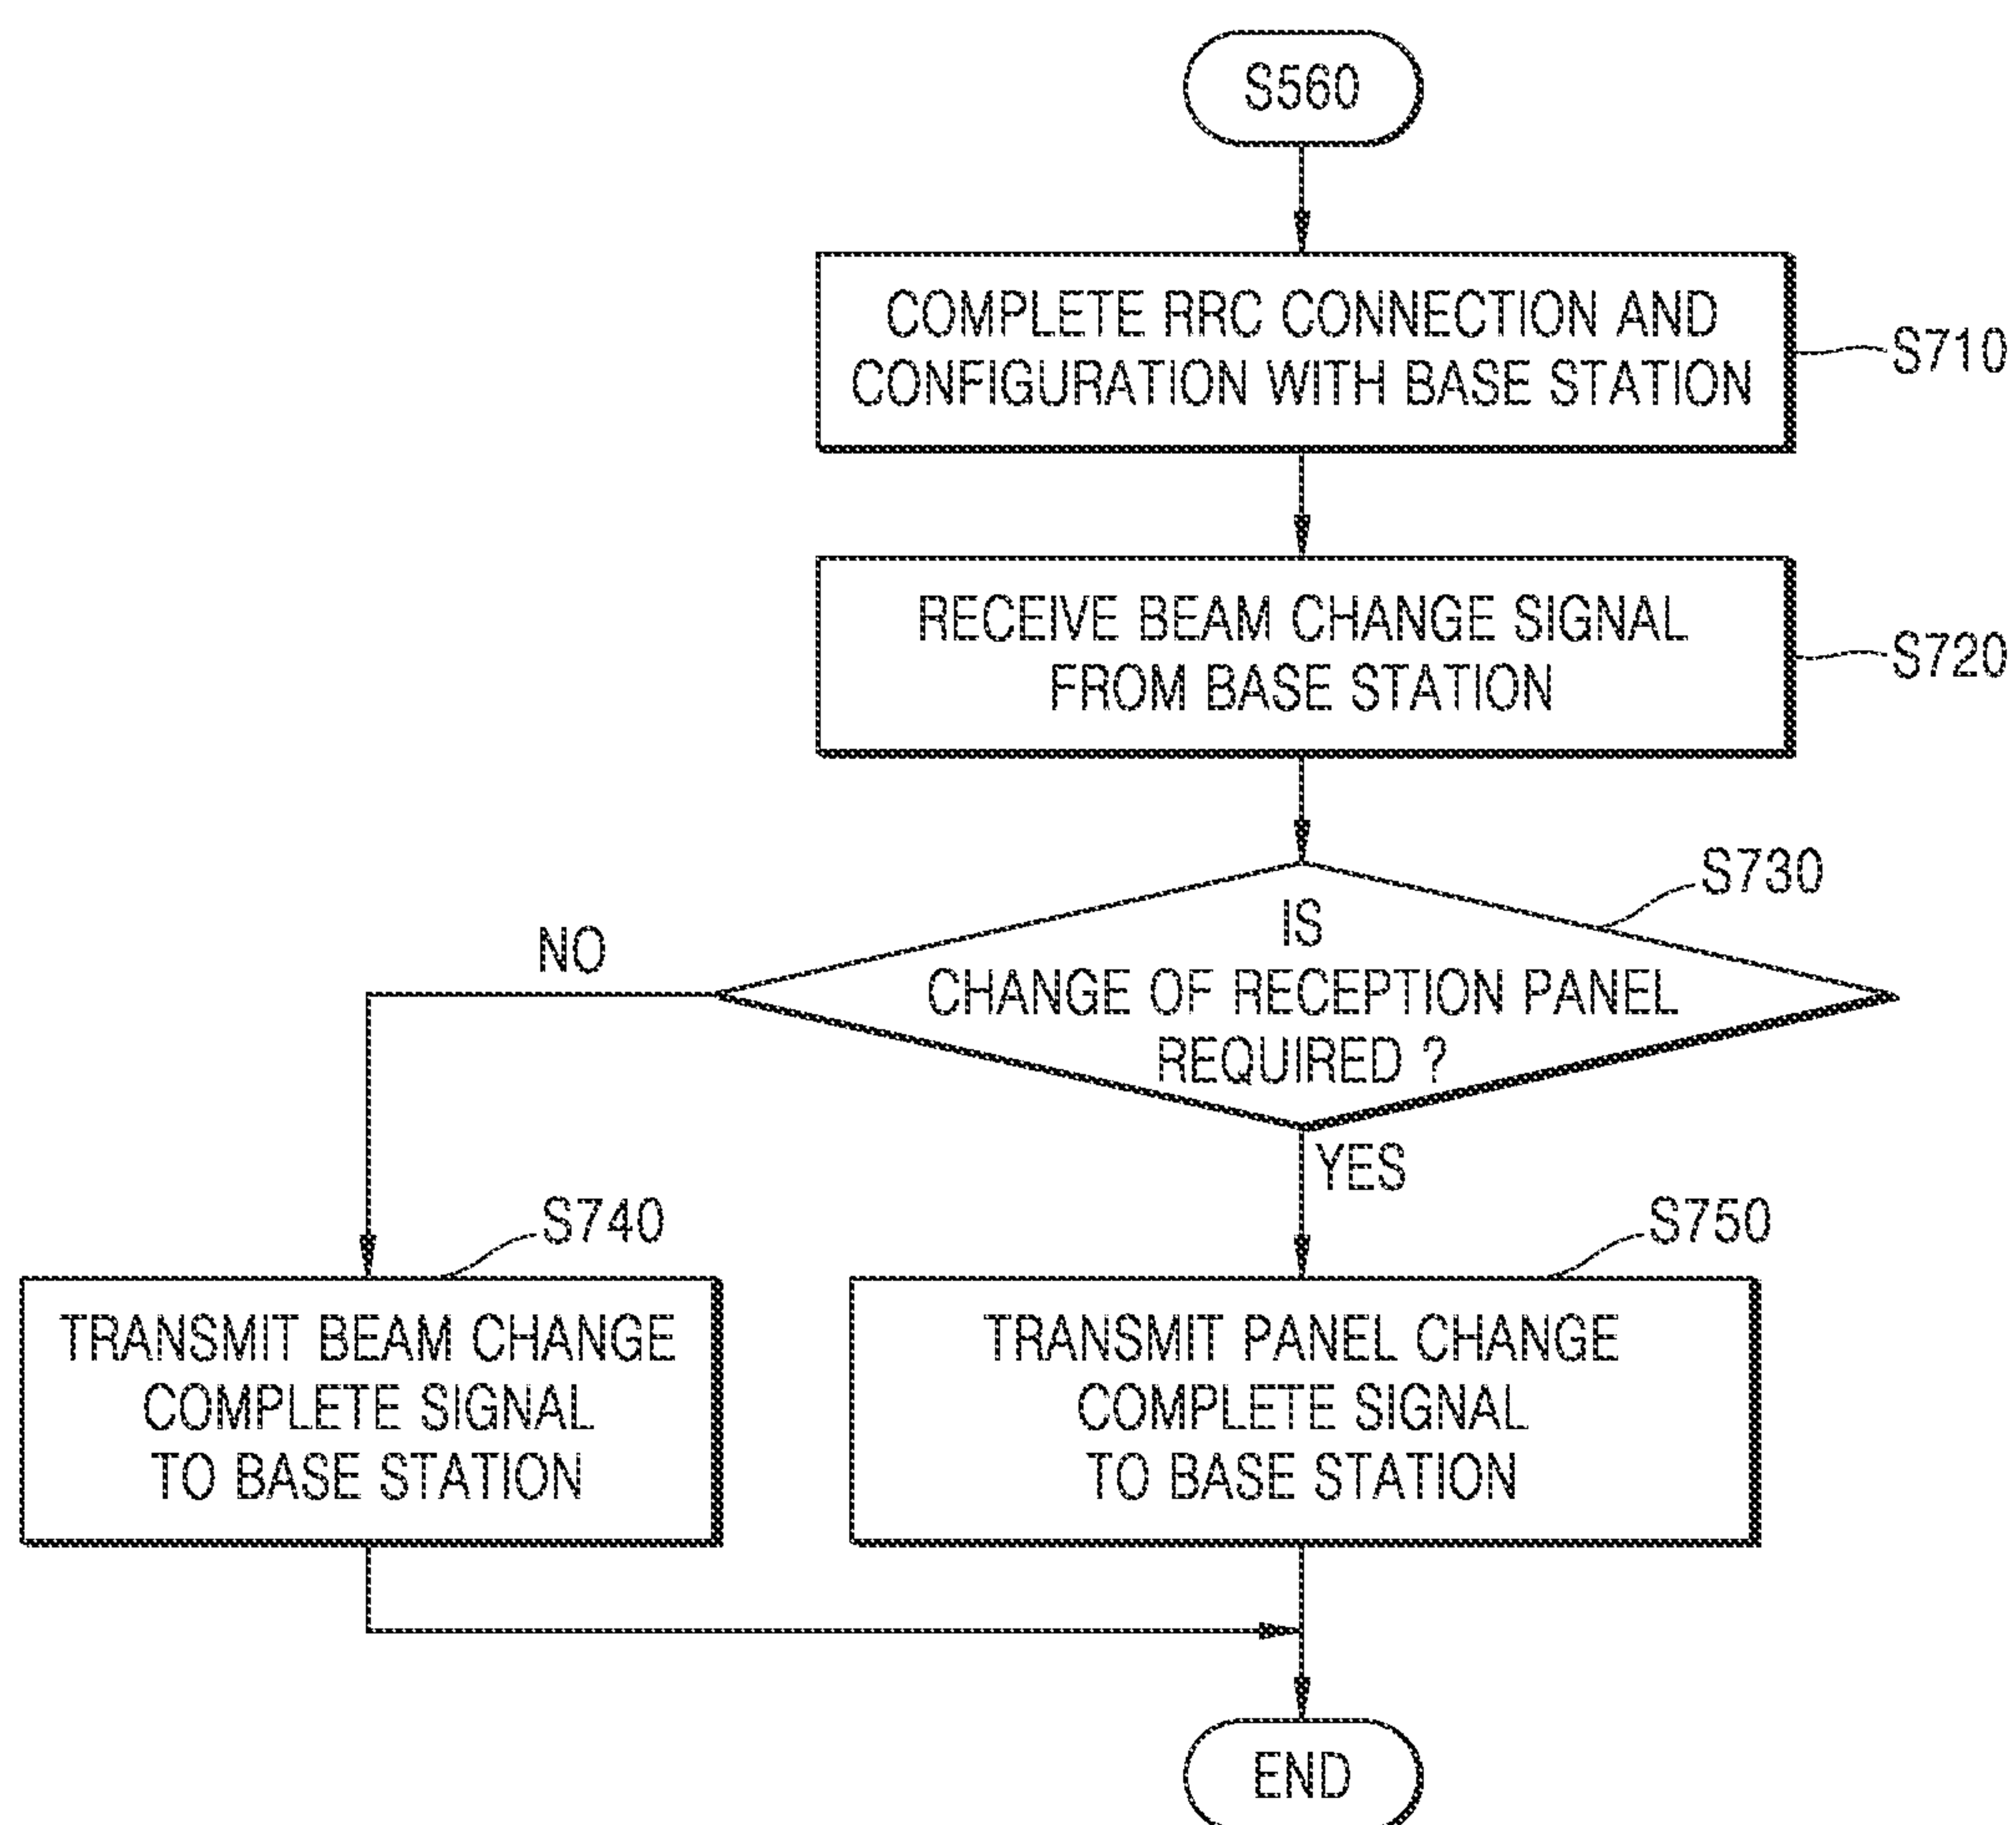 S560
COMPLETE RRC CONNECTION AND
CONFIGURATION WITH BASE STATION
S710
RECEIVE BEAM CHANGE SIGNAL
FROM BASE STATION
S720
S730
IS
CHANGE OF RECEPTION PANEL
REQUIRED ?
NO
YES
S740
TRANSMIT BEAM CHANGE
COMPLETE SIGNAL
TO BASE STATION
S750
TRANSMIT PANEL CHANGE
COMPLETE SIGNAL
TO BASE STATION
END